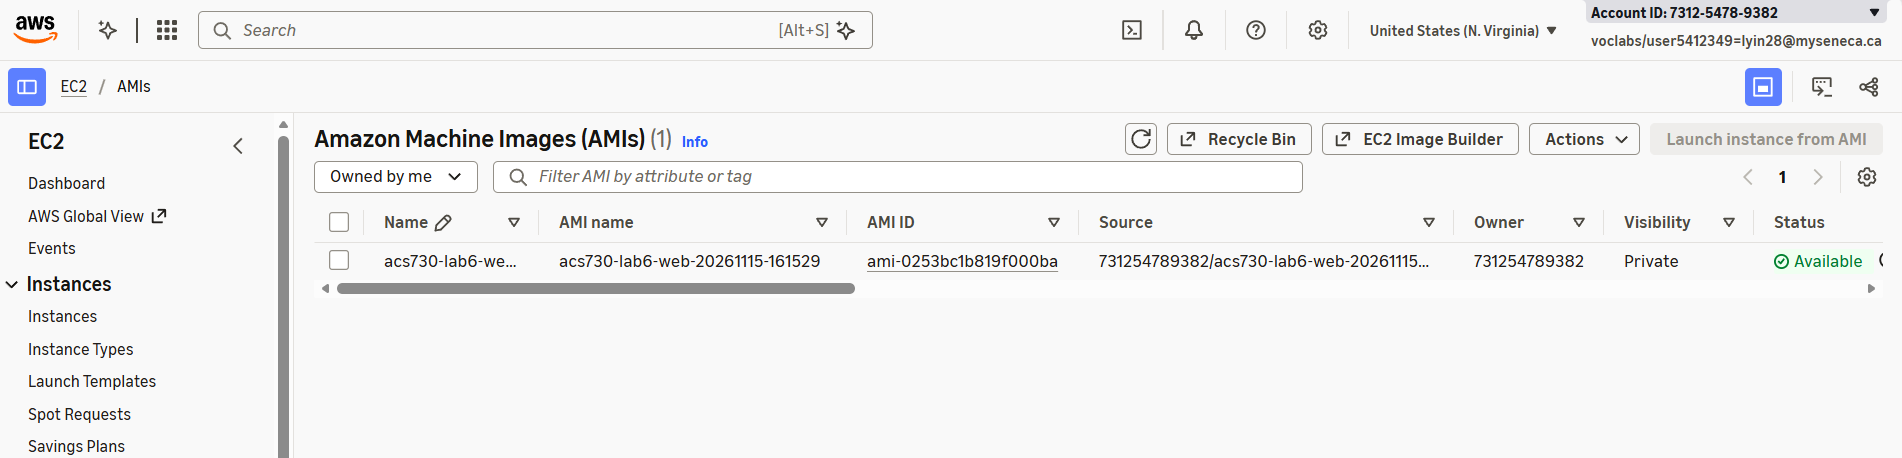 aws
Search [Alt+S]
United States (N. Virginia)
Account ID: 7312-5478-9382
voclabs/user5412349=lyin28@myseneca.ca
EC2 / AMIs
EC2
Dashboard
AWS Global View
Events
Instances
Instances
Instance Types
Launch Templates
Spot Requests
Savings Plans
Amazon Machine Images (AMIs) (1) Info
Recycle Bin
EC2 Image Builder
Actions
Launch instance from AMI
Owned by me
Filter AMI by attribute or tag
1
Name AMI name AMI ID Source Owner Visibility Status
acs730-lab6-we... acs730-lab6-web-20261115-161529 ami-0253bc1b819f000ba 731254789382/acs730-lab6-web-20261115... 731254789382 Private Available